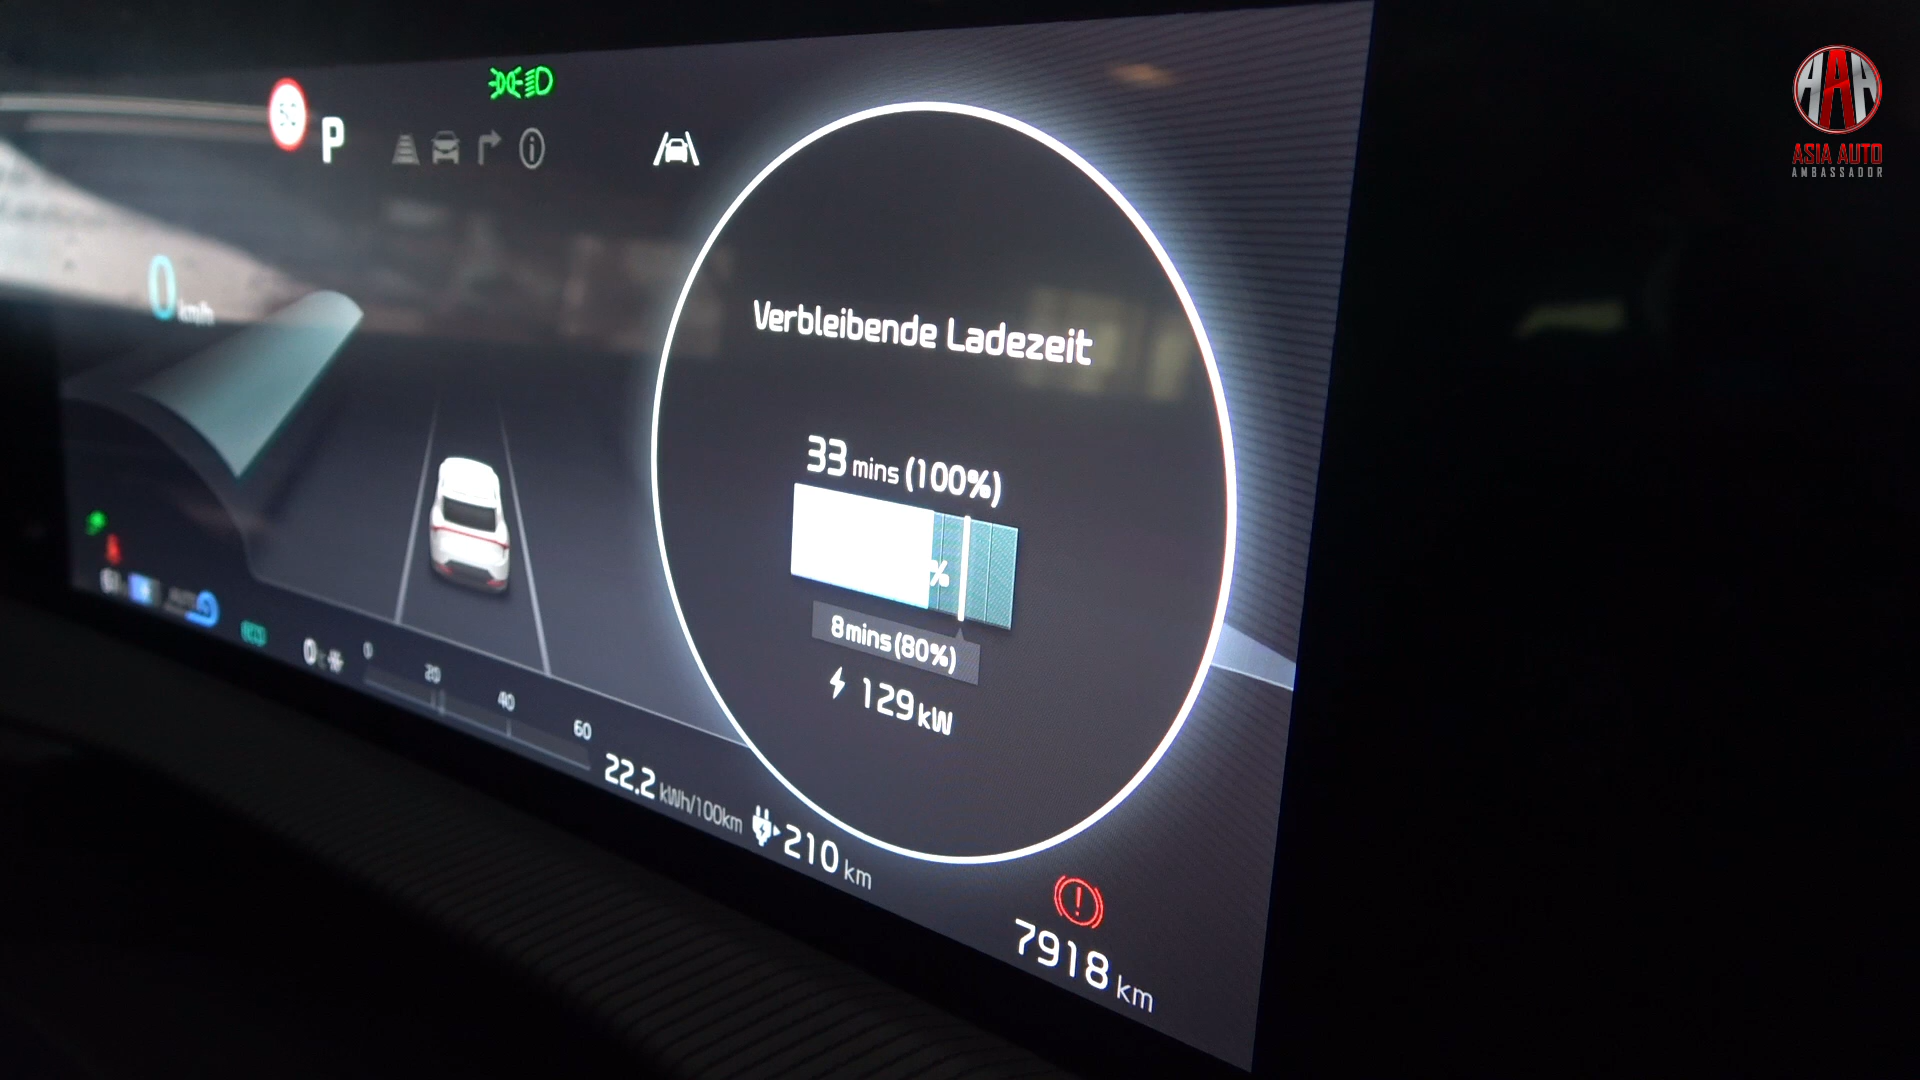 50
P
0 km/h
Verbleibende Ladezeit
33 mins (100%)
%
8 mins (80%)
129 kW
0 20 40 60
22.2 kWh/100km
210 km
7918 km
ASIA AUTO
AMBASSADOR